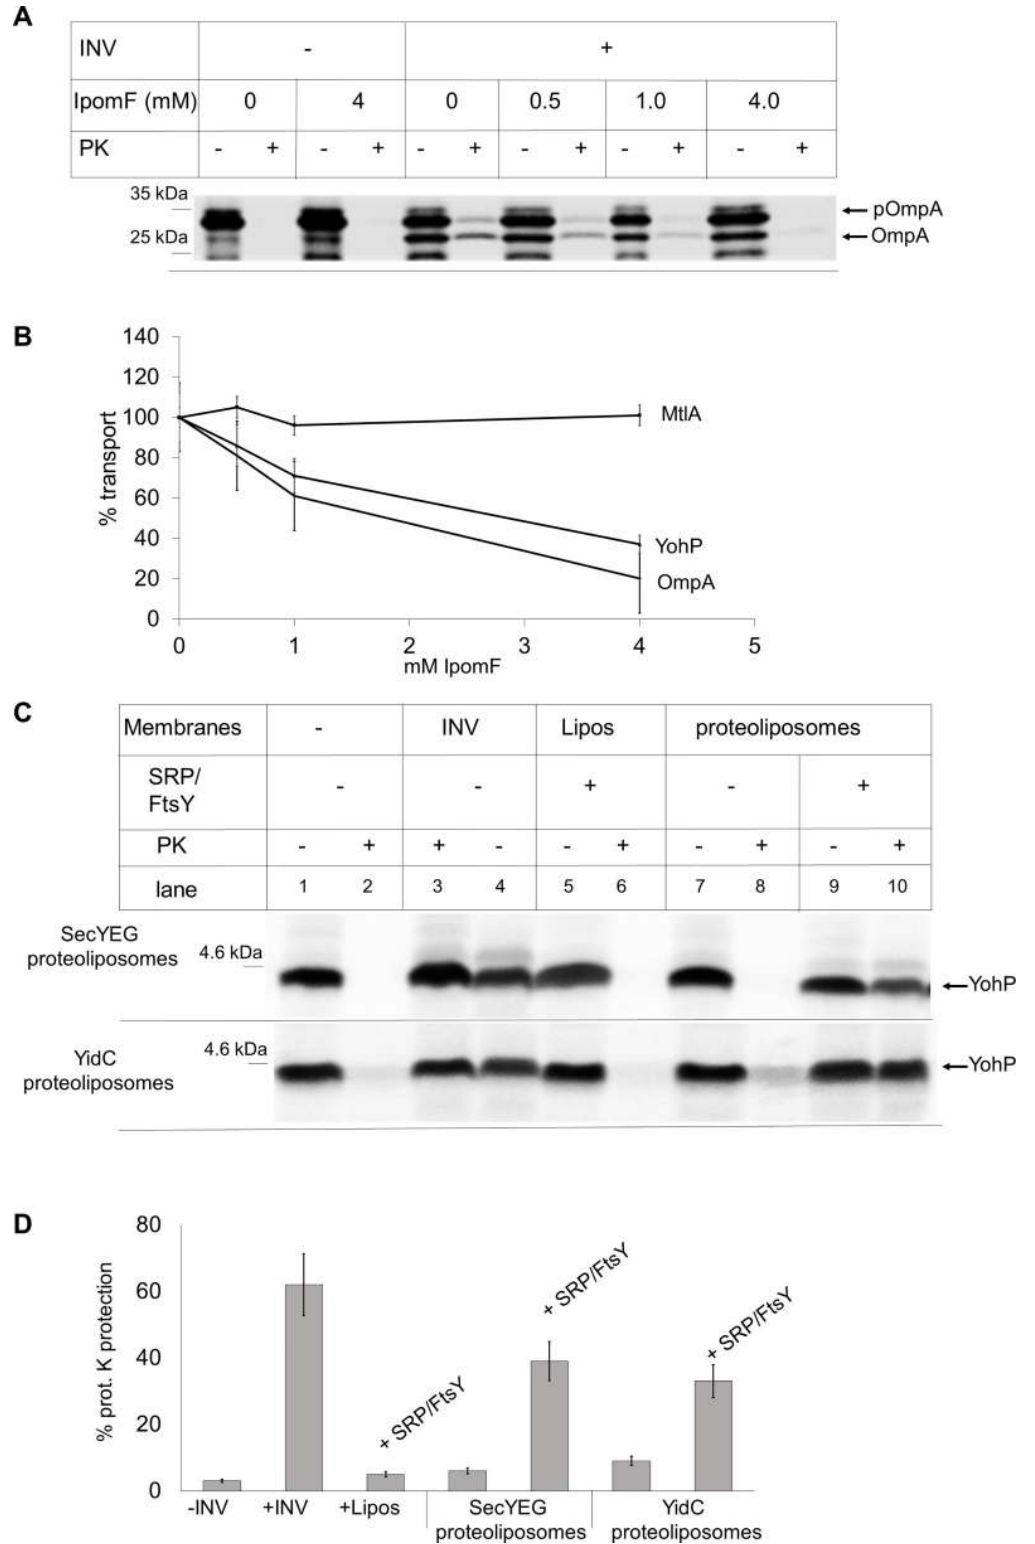 A
INV - +
IpomF (mM) 0 4 0 0.5 1.0 4.0
PK - + - + - + - + - + - +
35 kDa
pOmpA
25 kDa
OmpA
B
140
120
100
80
60
40
20
0
% transport
MtlA
YohP
OmpA
0 1 2 3 4 5
mM IpomF
C
Membranes - INV Lipos proteoliposomes
SRP/
FtsY - - + - +
PK - + + - - + - + - +
lane 1 2 3 4 5 6 7 8 9 10
SecYEG
proteoliposomes
4.6 kDa
YohP
YidC
proteoliposomes
4.6 kDa
YohP
D
80
60
40
20
0
% prot. K protection
+ SRP/FtsY
+ SRP/FtsY
+ SRP/FtsY
-INV +INV +Lipos SecYEG YidC
proteoliposomes proteoliposomes